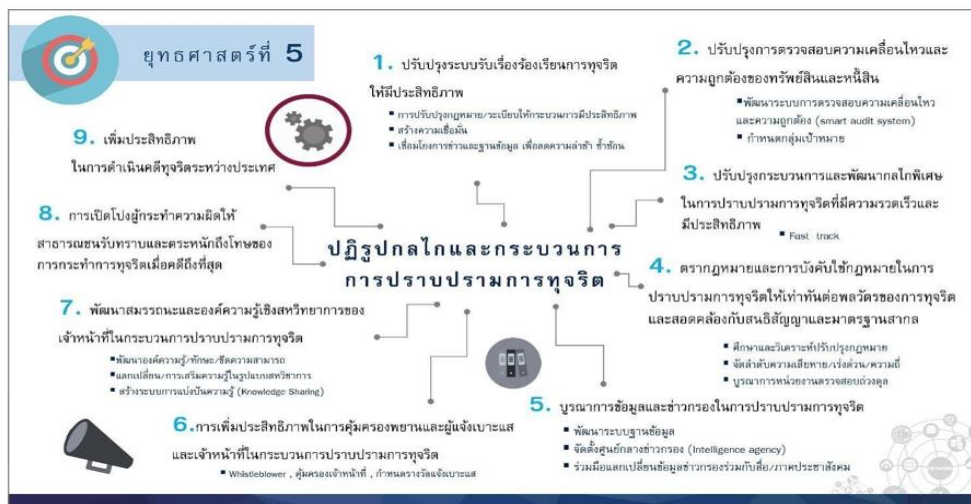 ยุทธศาสตร์ที่ 5
1. ปรับปรุงระบบรับเรื่องร้องเรียนการทุจริต
ให้มีประสิทธิภาพ
▪ การปรับปรุงกฎหมาย/ระเบียบให้กระบวนการมีประสิทธิภาพ
▪ สร้างความเชื่อมั่น
▪ เชื่อมโยงการข่าวและฐานข้อมูล เพื่อลดความล่าช้า ซ้ำซ้อน
2. ปรับปรุงการตรวจสอบความเคลื่อนไหวและ
ความถูกต้องของทรัพย์สินและหนี้สิน
▪ พัฒนาระบบการตรวจสอบความเคลื่อนไหว
และความถูกต้อง (smart audit system)
▪ กำหนดกลุ่มเป้าหมาย
3. ปรับปรุงกระบวนการและพัฒนากลไกพิเศษ
ในการปราบปรามการทุจริตที่มีความรวดเร็วและ
มีประสิทธิภาพ
▪ Fast track
4. ตรากฎหมายและการบังคับใช้กฎหมายในการ
ปราบปรามการทุจริตให้เท่าทันต่อพลวัตรของการทุจริต
และสอดคล้องกับสนธิสัญญาและมาตรฐานสากล
▪ ศึกษาและวิเคราะห์ปรับปรุงกฎหมาย
▪ จัดลำดับความเสียหาย/เร่งด่วน/ความถี่
▪ บูรณาการหน่วยงานตรวจสอบถ่วงดุล
5. บูรณาการข้อมูลและข่าวกรองในการปราบปรามการทุจริต
▪ พัฒนาระบบฐานข้อมูล
▪ จัดตั้งศูนย์กลางข่าวกรอง (Intelligence agency)
▪ ร่วมมือแลกเปลี่ยนข้อมูลข่าวกรองร่วมกับสื่อ/ภาคประชาสังคม
6. การเพิ่มประสิทธิภาพในการคุ้มครองพยานและผู้แจ้งเบาะแส
และเจ้าหน้าที่ในกระบวนการปราบปรามการทุจริต
▪ Whistleblower , คุ้มครองเจ้าหน้าที่ , กำหนดรางวัลแจ้งเบาะแส
7. พัฒนาสมรรถนะและองค์ความรู้เชิงสหวิทยาการของ
เจ้าหน้าที่ในกระบวนการปราบปรามการทุจริต
▪ พัฒนาองค์ความรู้/ทักษะ/ขีดความสามารถ
▪ แลกเปลี่ยน/การเสริมความรู้ในรูปแบบสหวิชาการ
▪ สร้างระบบการแบ่งปันความรู้ (Knowledge Sharing)
8. การเปิดโปงผู้กระทำความผิดให้
สาธารณชนรับทราบและตระหนักถึงโทษของ
การกระทำการทุจริตเมื่อคดีถึงที่สุด
9. เพิ่มประสิทธิภาพ
ในการดำเนินคดีทุจริตระหว่างประเทศ
ปฏิรูปกลไกและกระบวนการ
การปราบปรามการทุจริต